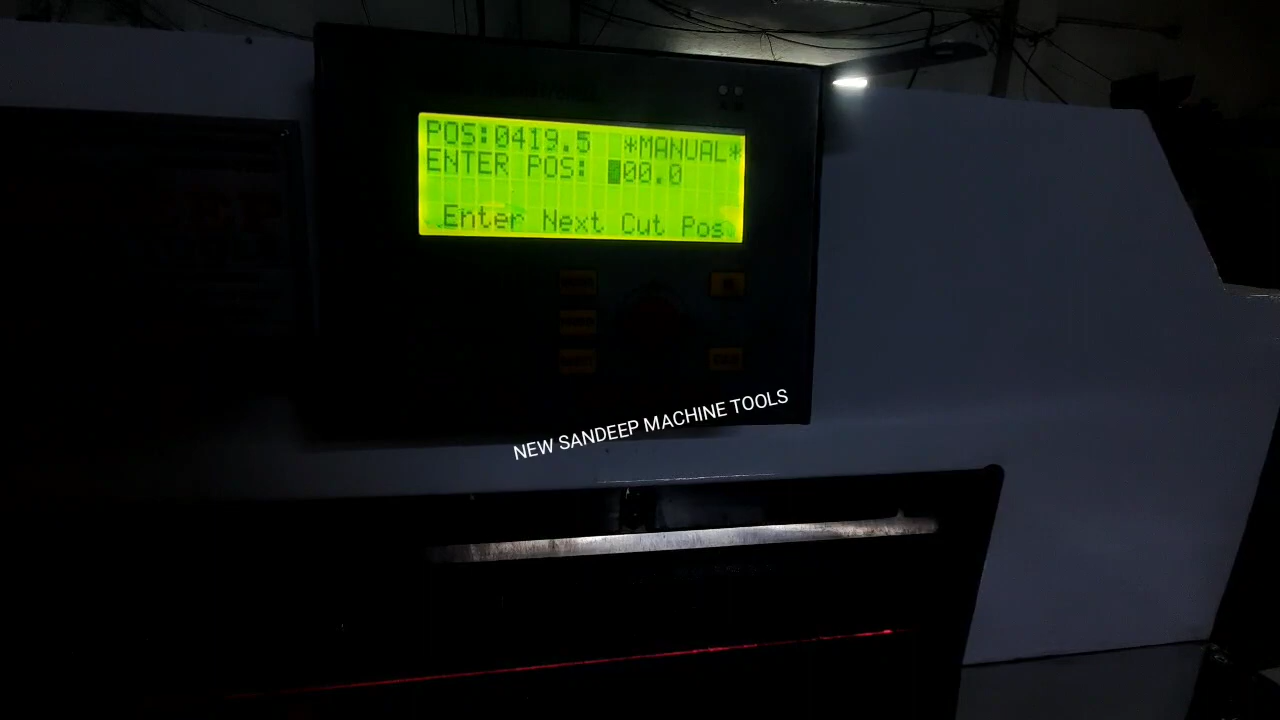 POS:0419.5 *MANUAL*
ENTER POS: 00.0
Enter Next Cut Pos
NEW SANDEEP MACHINE TOOLS